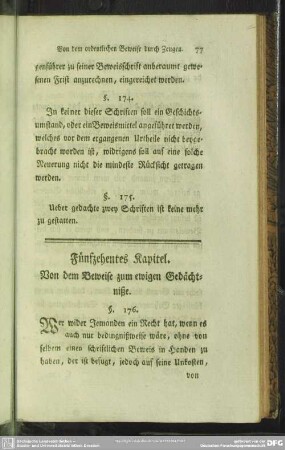 Von dem ordentlichen Beweise durch Zeugen. 77
zenführer zu seiner Beweisschrift anberaumt gewe-
senen Frist anzurechnen, eingereichet werden.
§. 174.
In keiner dieser Schriften soll ein Geschichts-
umstand, oder ein Beweismittel angeführet werden,
welches vor dem ergangenen Urtheile nicht beyge-
bracht worden ist, widrigens soll auf eine solche
Neuerung nicht die mindeste Rücksicht getragen
werden.
§. 175.
Ueber gedachte zwey Schriften ist keine mehr
zu gestatten.
Fünfzehentes Kapitel.
Von dem Beweise zum ewigen Gedächt-
niße.
§. 176.
Wer wider Jemanden ein Recht hat, wenn es
auch nur bedingnißweise wäre, ohne von
selbem einen schriftlichen Beweis in Handen zu
haben, der ist befugt, jedoch auf seine Unkosten,
von
DFG